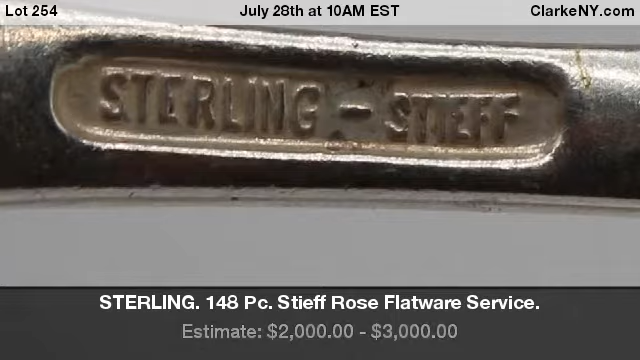 Lot 254
July 28th at 10AM EST
ClarkeNY.com
STERLING - STIEFF
STERLING. 148 Pc. Stieff Rose Flatware Service.
Estimate: $2,000.00 - $3,000.00